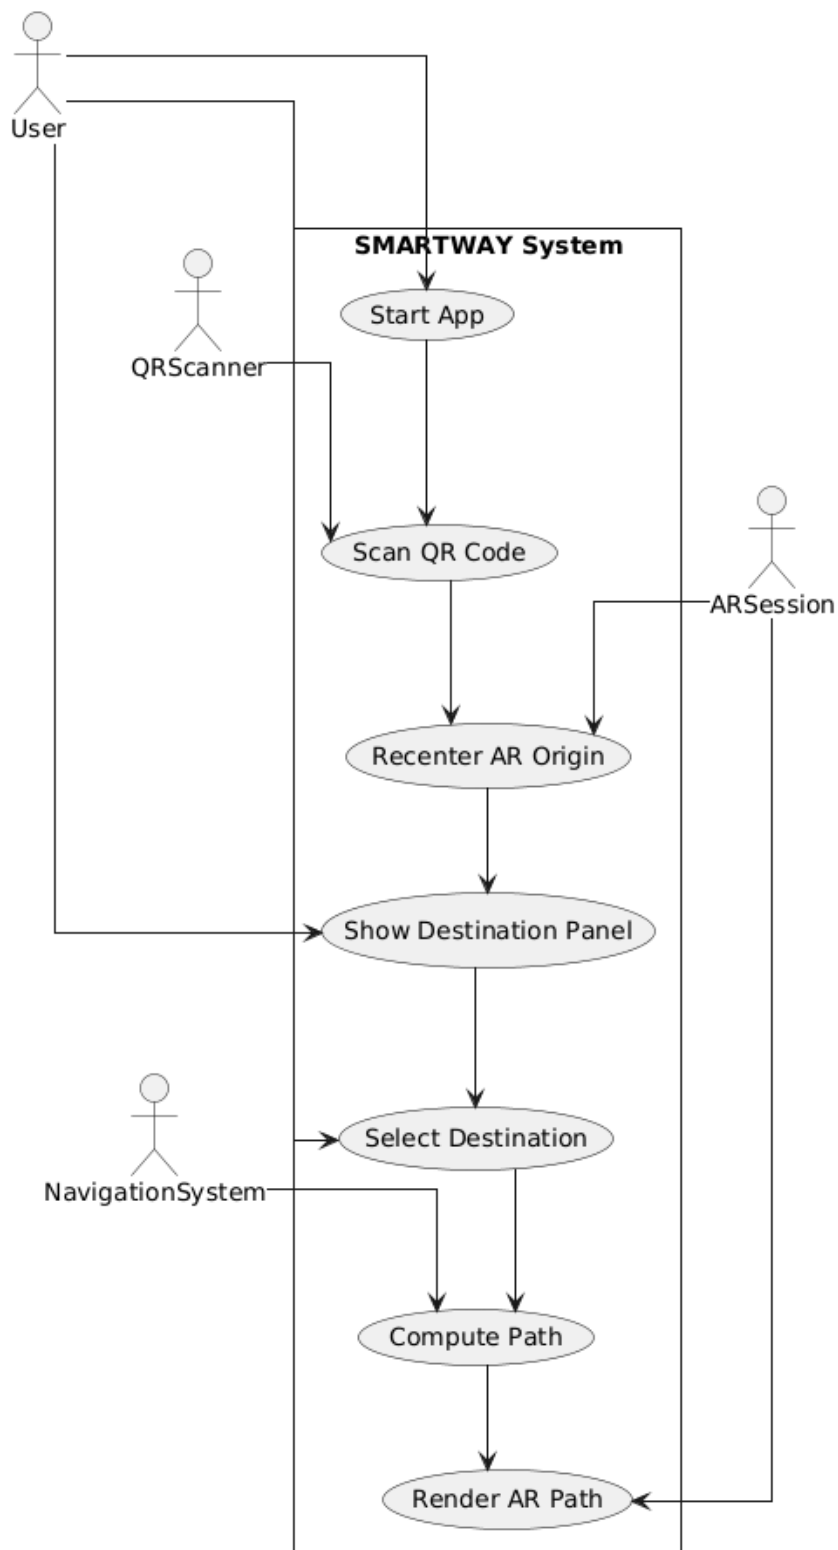 User
SMARTWAY System
Start App
QRScanner
Scan QR Code
ARSession
Recenter AR Origin
Show Destination Panel
Select Destination
NavigationSystem
Compute Path
Render AR Path